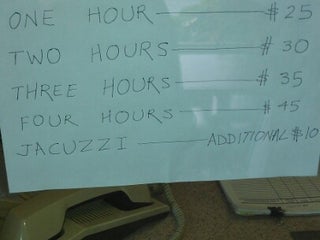 ONE HOUR — $25
TWO HOURS — $30
THREE HOURS — $35
FOUR HOURS — $45
JACUZZI — ADDITIONAL $10